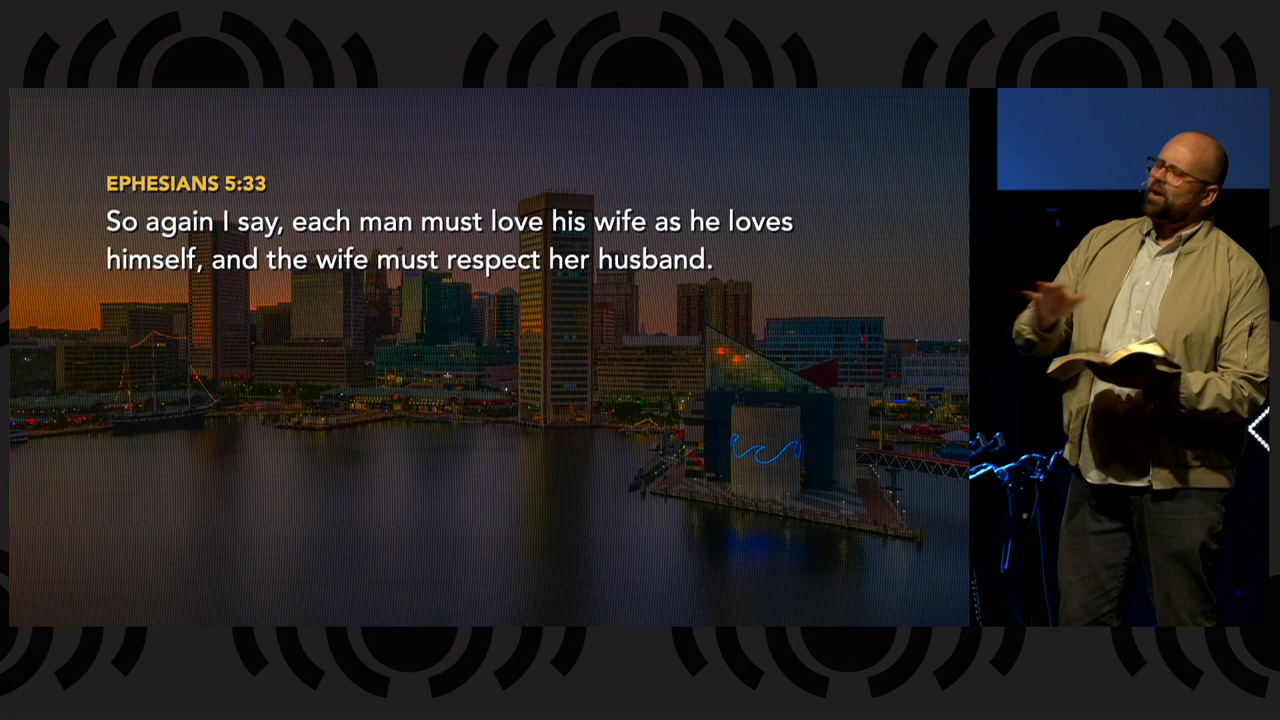 EPHESIANS 5:33
So again I say, each man must love his wife as he loves
himself, and the wife must respect her husband.